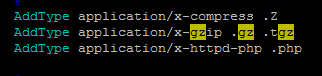 AddType application/x-compress .Z
AddType application/x-gzip .gz .tgz
AddType application/x-httpd-php .php